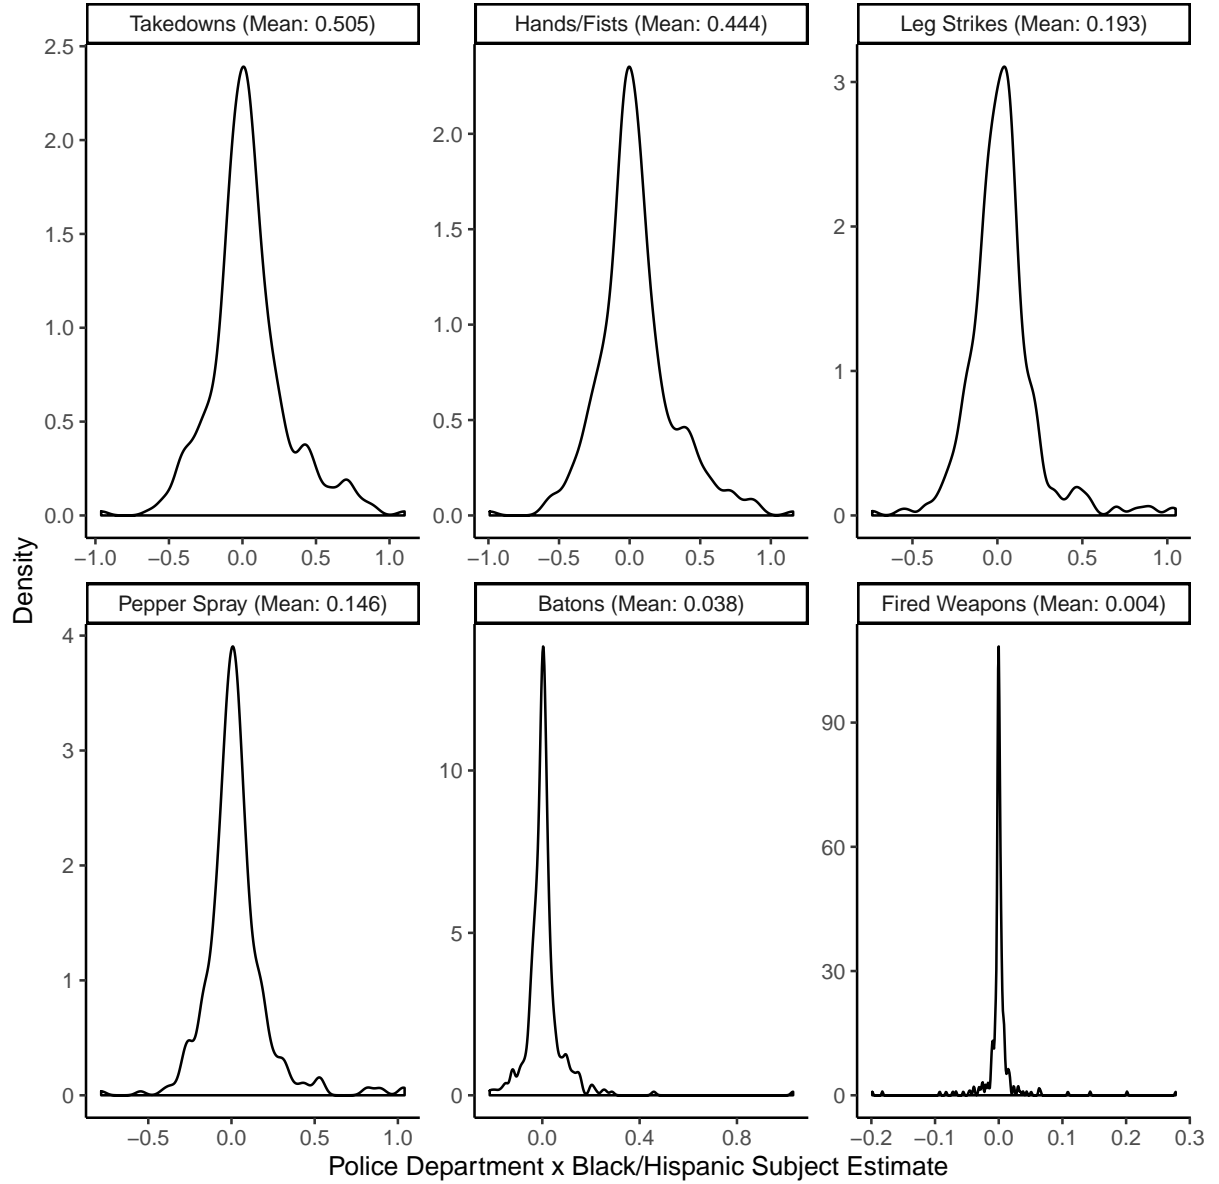 Takedowns (Mean: 0.505)
Hands/Fists (Mean: 0.444)
Leg Strikes (Mean: 0.193)
2.5
2.0
1.5
1.0
0.5
0.0
2.0
1.5
1.0
0.5
0.0
3
2
1
0
−1.0 −0.5 0.0 0.5 1.0
−1.0 −0.5 0.0 0.5 1.0
−0.5 0.0 0.5 1.0
Density
Pepper Spray (Mean: 0.146)
Batons (Mean: 0.038)
Fired Weapons (Mean: 0.004)
4
3
2
1
0
10
5
0
90
60
30
0
−0.5 0.0 0.5 1.0
0.0 0.4 0.8
−0.2 −0.1 0.0 0.1 0.2 0.3
Police Department x Black/Hispanic Subject Estimate